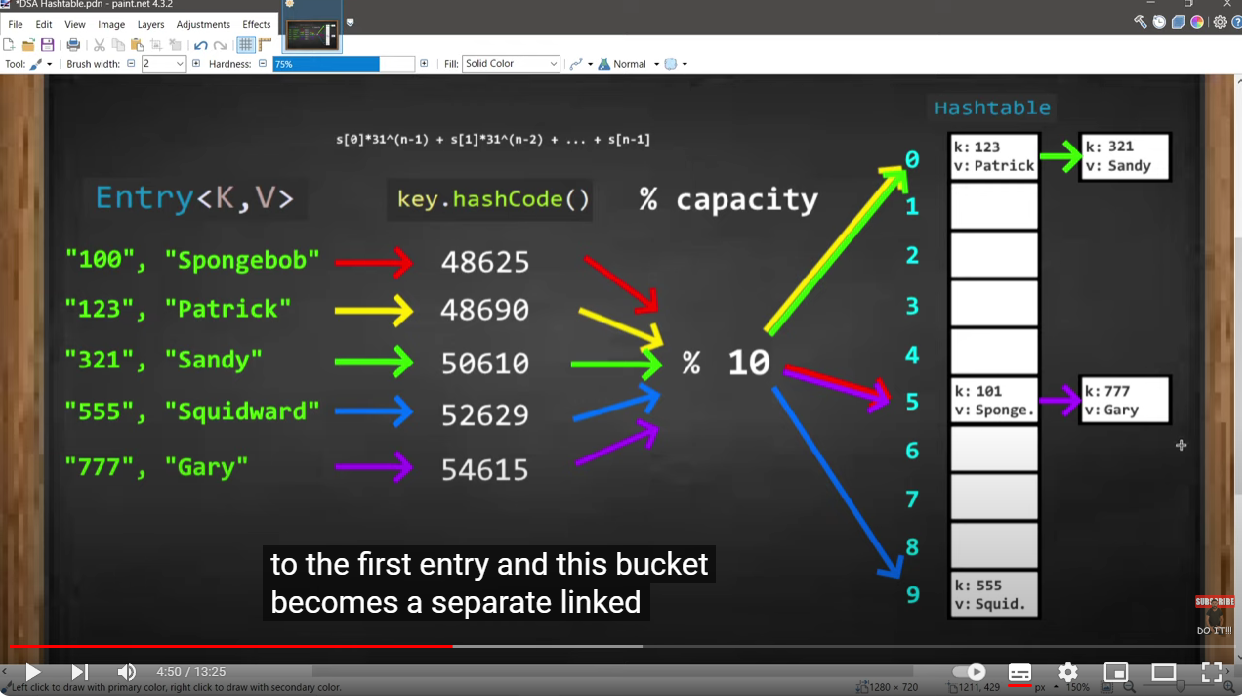 *DSA Hashtable.pdn - paint.net 4.3.2
File Edit View Image Layers Adjustments Effects
Tool: Brush width: 2 Hardness: 75% Fill: Solid Color Normal
Hashtable
s[0]*31^(n-1) + s[1]*31^(n-2) + ... + s[n-1]
Entry<K,V> key.hashCode() % capacity
"100", "Spongebob" 48625
"123", "Patrick" 48690
"321", "Sandy" 50610
"555", "Squidward" 52629
"777", "Gary" 54615
% 10
0 k: 123 k: 321
v: Patrick v: Sandy
1
2
3
4
5 k: 101 k:777
v: Sponge. v:Gary
6
7
8
9 k: 555
v: Squid.
to the first entry and this bucket
becomes a separate linked
SUBSCRIBE
DO IT!!!
4:50 / 13:25
Left click to draw with primary color, right click to draw with secondary color. 1280 × 720 1211, 429 px 150%